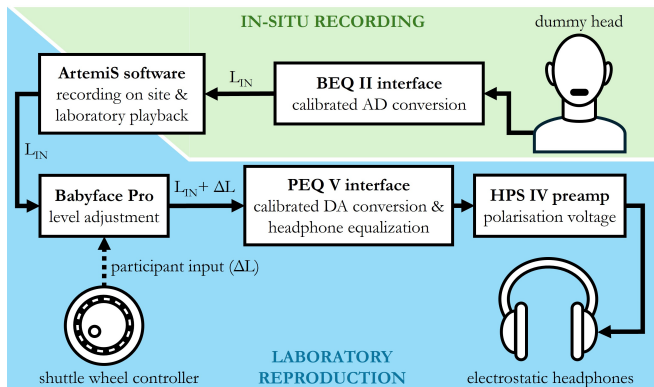 IN-SITU RECORDING
dummy head
ArtemiS software
recording on site &
laboratory playback
L_IN
BEQ II interface
calibrated AD conversion
L_IN
Babyface Pro
level adjustment
L_IN + ΔL
PEQ V interface
calibrated DA conversion &
headphone equalization
HPS IV preamp
polarisation voltage
participant input (ΔL)
shuttle wheel controller
LABORATORY
REPRODUCTION
electrostatic headphones